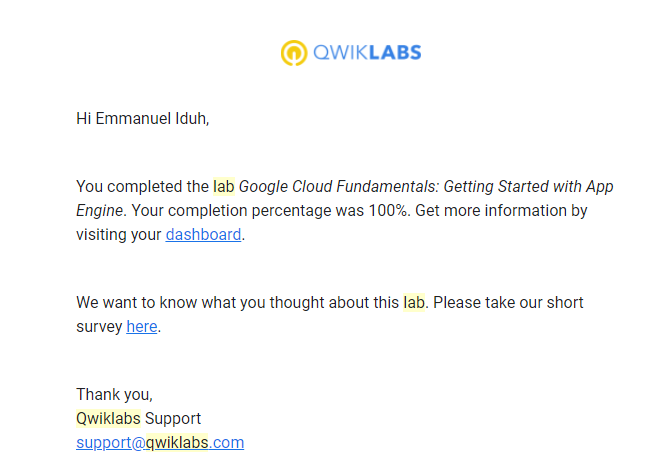 QWIKLABS
Hi Emmanuel Iduh,
You completed the lab Google Cloud Fundamentals: Getting Started with App
Engine. Your completion percentage was 100%. Get more information by
visiting your dashboard.
We want to know what you thought about this lab. Please take our short
survey here.
Thank you,
Qwiklabs Support
support@qwiklabs.com